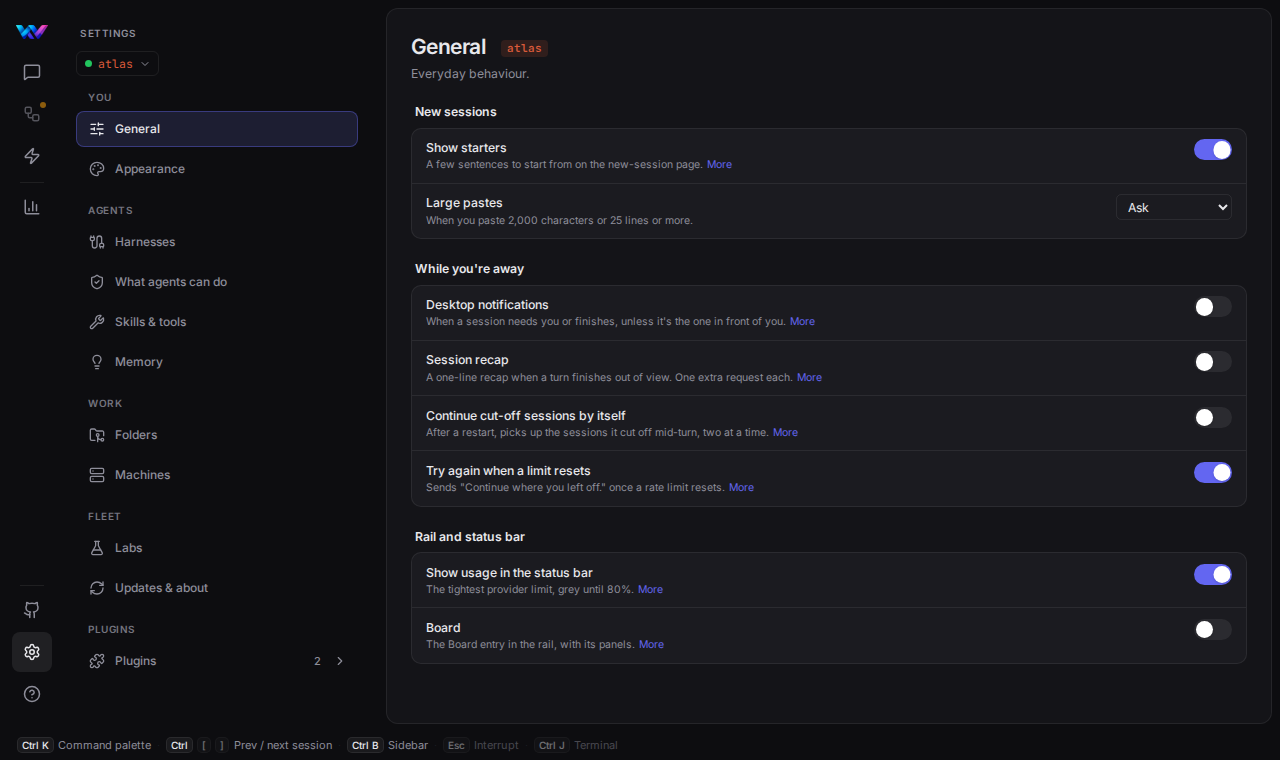 SETTINGS
atlas
YOU
General
Appearance
AGENTS
Harnesses
What agents can do
Skills & tools
Memory
WORK
Folders
Machines
FLEET
Labs
Updates & about
PLUGINS
Plugins 2
General atlas
Everyday behaviour.
New sessions
Show starters
A few sentences to start from on the new-session page. More
Large pastes
When you paste 2,000 characters or 25 lines or more.
Ask
While you're away
Desktop notifications
When a session needs you or finishes, unless it's the one in front of you. More
Session recap
A one-line recap when a turn finishes out of view. One extra request each. More
Continue cut-off sessions by itself
After a restart, picks up the sessions it cut off mid-turn, two at a time. More
Try again when a limit resets
Sends "Continue where you left off." once a rate limit resets. More
Rail and status bar
Show usage in the status bar
The tightest provider limit, grey until 80%. More
Board
The Board entry in the rail, with its panels. More
Ctrl K Command palette Ctrl [ ] Prev / next session Ctrl B Sidebar Esc Interrupt Ctrl J Terminal